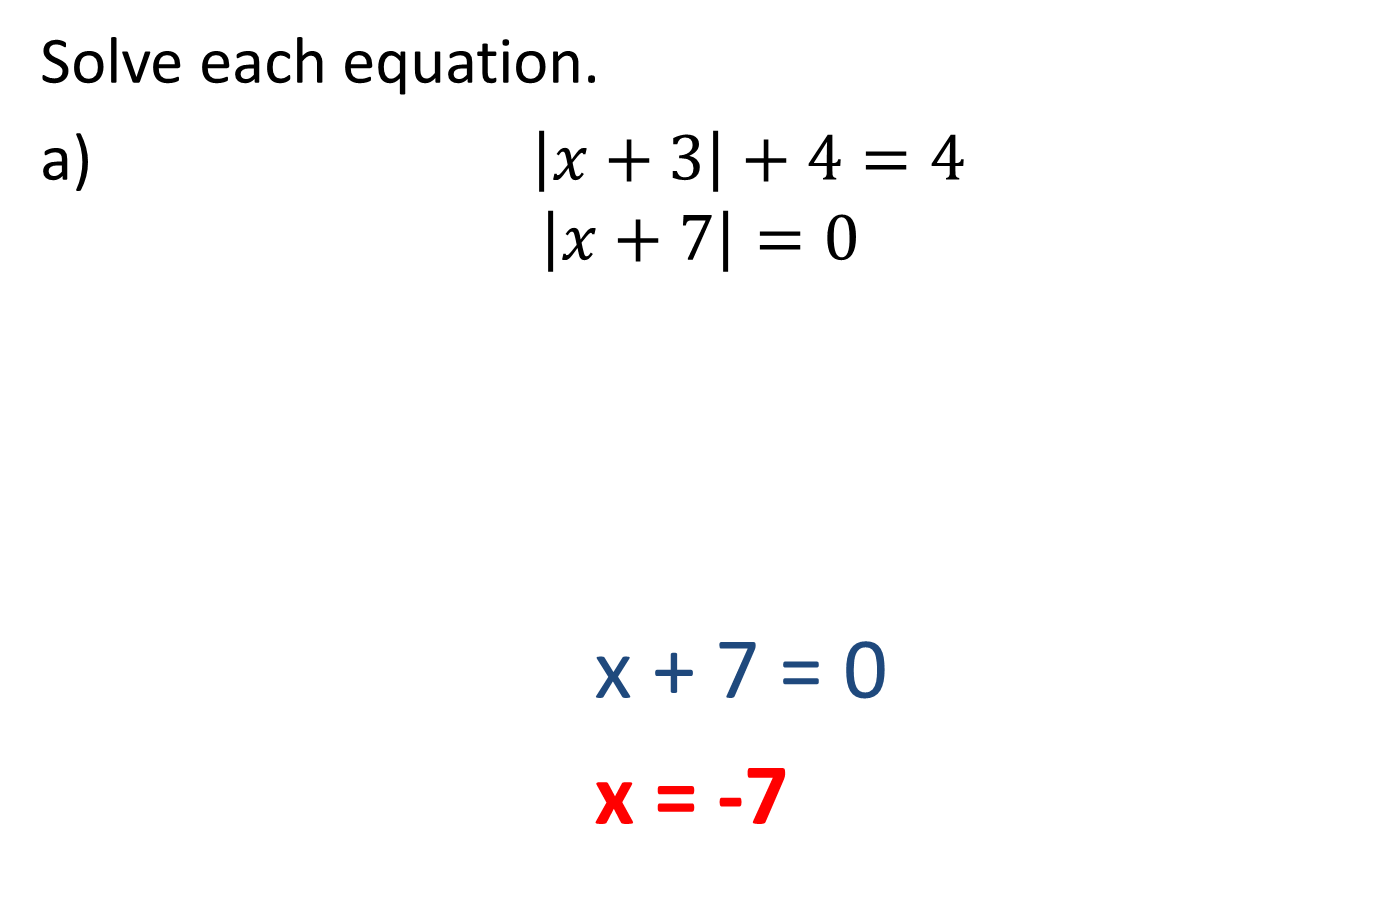 Solve each equation.
a) |x + 3| + 4 = 4
|x + 7| = 0
x + 7 = 0
x = -7